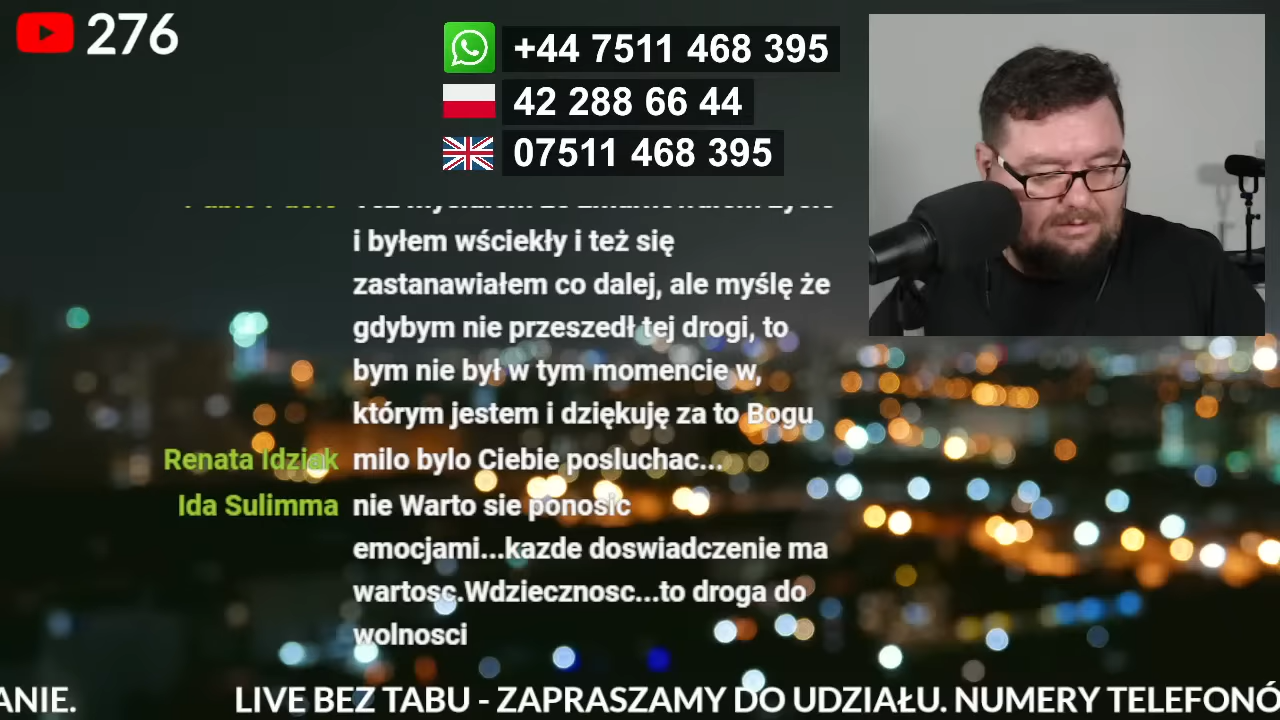 276
+44 7511 468 395
42 288 66 44
07511 468 395
i byłem wściekły i też się
zastanawiałem co dalej, ale myślę że
gdybym nie przeszedł tej drogi, to
bym nie był w tym momencie w,
którym jestem i dziękuję za to Bogu
Renata Idziak milo bylo Ciebie posluchac...
Ida Sulimma nie Warto sie ponosic
emocjami...kazde doswiadczenie ma
wartosc.Wdziecznosc...to droga do
wolnosci
ANIE. LIVE BEZ TABU - ZAPRASZAMY DO UDZIAŁU. NUMERY TELEFONÓ